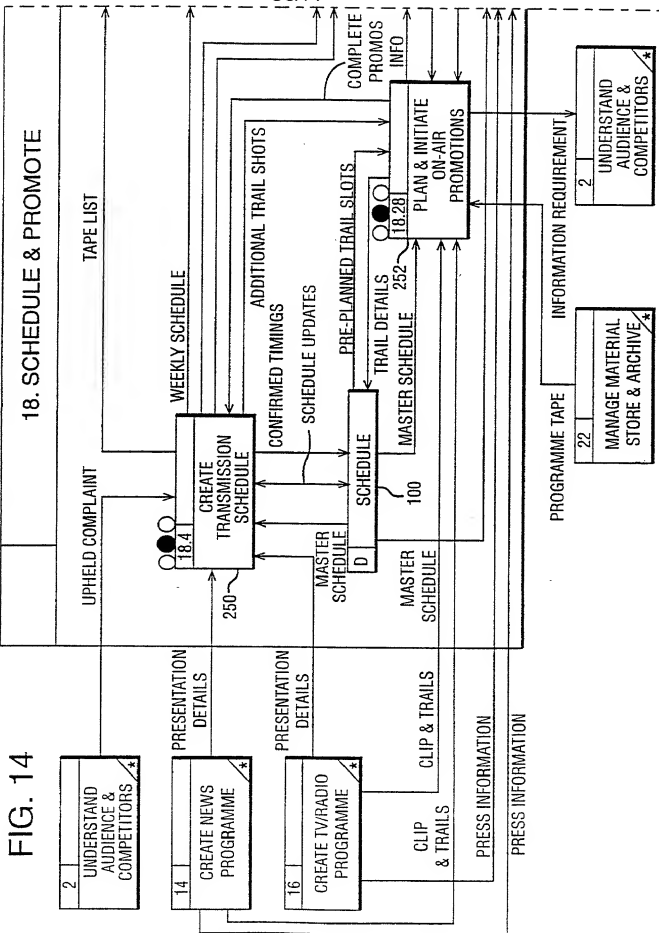 FIG. 14
18. SCHEDULE & PROMOTE
2
UNDERSTAND
AUDIENCE &
COMPETITORS
*
14
CREATE NEWS
PROGRAMME
*
16
CREATE TV/RADIO
PROGRAMME
*
UPHELD COMPLAINT
PRESENTATION
DETAILS
PRESENTATION
DETAILS
CLIP & TRAILS
CLIP
& TRAILS
PRESS INFORMATION
PRESS INFORMATION
TAPE LIST
WEEKLY SCHEDULE
18.4
CREATE
TRANSMISSION
SCHEDULE
250
CONFIRMED TIMINGS
SCHEDULE UPDATES
ADDITIONAL TRAIL SHOTS
COMPLETE
PROMOS
INFO
MASTER
SCHEDULE
D
SCHEDULE
100
MASTER
SCHEDULE
PRE-PLANNED TRAIL SLOTS
TRAIL DETAILS
MASTER SCHEDULE
18.28
PLAN & INITIATE
ON-AIR
PROMOTIONS
252
PROGRAMME TAPE
INFORMATION REQUIREMENT
22
MANAGE MATERIAL
STORE & ARCHIVE
*
2
UNDERSTAND
AUDIENCE &
COMPETITORS
*